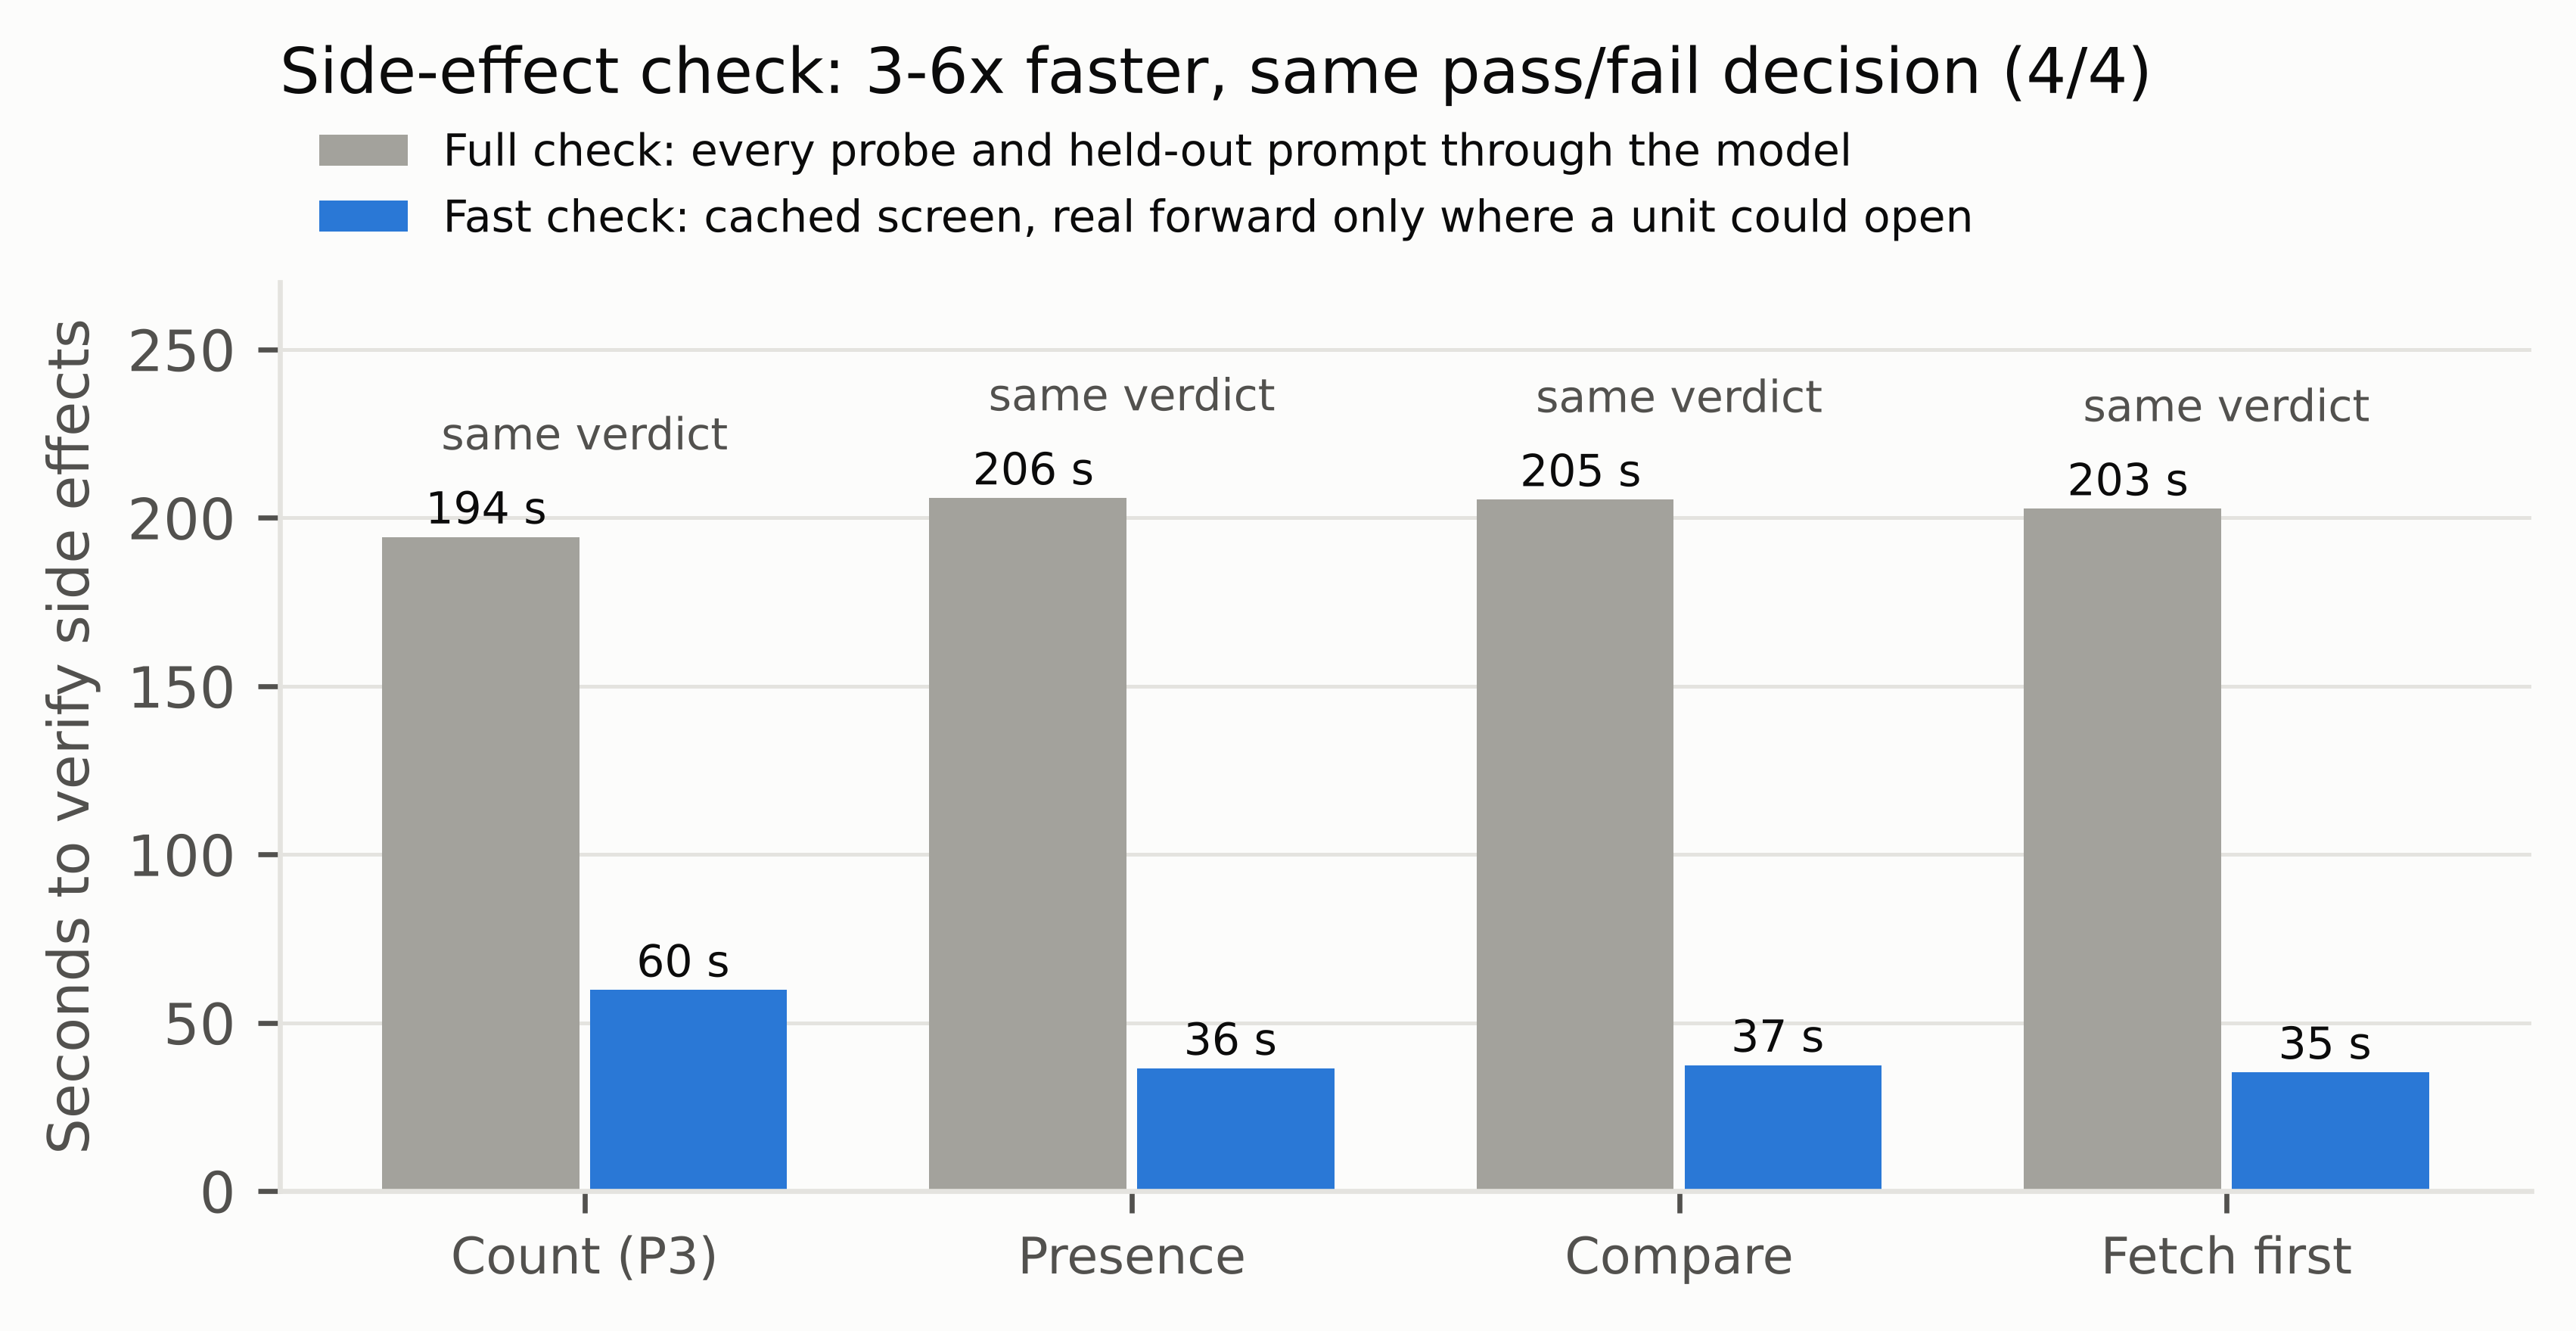 Side-effect check: 3-6x faster, same pass/fail decision (4/4)
Full check: every probe and held-out prompt through the model
Fast check: cached screen, real forward only where a unit could open
Seconds to verify side effects
250
200
150
100
50
0
same verdict
194 s
60 s
same verdict
206 s
36 s
same verdict
205 s
37 s
same verdict
203 s
35 s
Count (P3)
Presence
Compare
Fetch first